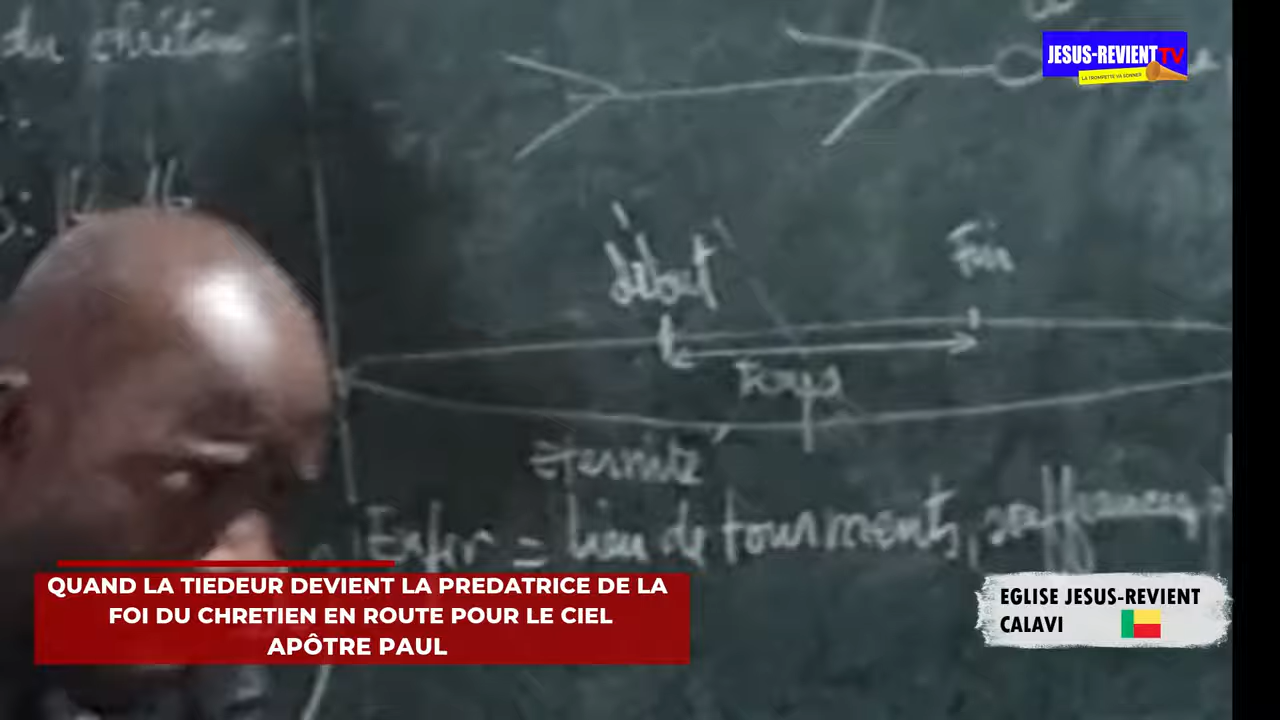 du chrétien
JESUS-REVIENT TV
LA TROMPETTE VA SONNER
début
Fin
Temps
éternité
Enfer = lieu de tourments, souffrances,
QUAND LA TIEDEUR DEVIENT LA PREDATRICE DE LA
FOI DU CHRETIEN EN ROUTE POUR LE CIEL
APÔTRE PAUL
EGLISE JESUS-REVIENT
CALAVI